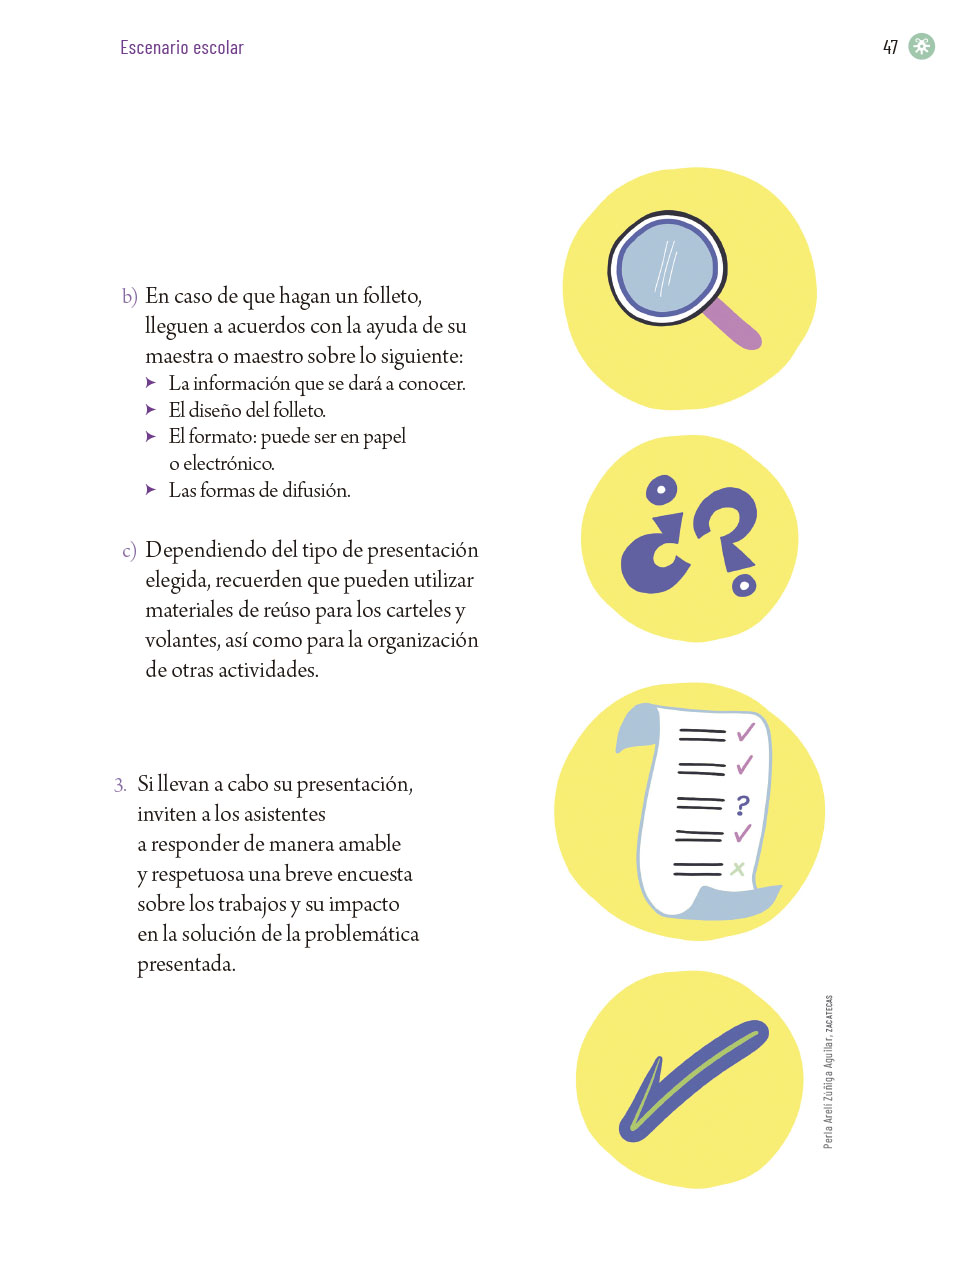 Escenario escolar
47
b) En caso de que hagan un folleto,
lleguen a acuerdos con la ayuda de su
maestra o maestro sobre lo siguiente:
➤ La información que se dará a conocer.
➤ El diseño del folleto.
➤ El formato: puede ser en papel
o electrónico.
➤ Las formas de difusión.
c) Dependiendo del tipo de presentación
elegida, recuerden que pueden utilizar
materiales de reúso para los carteles y
volantes, así como para la organización
de otras actividades.
3. Si llevan a cabo su presentación,
inviten a los asistentes
a responder de manera amable
y respetuosa una breve encuesta
sobre los trabajos y su impacto
en la solución de la problemática
presentada.
¿?
?
Perla Arelí Zúñiga Aguilar, ZACATECAS